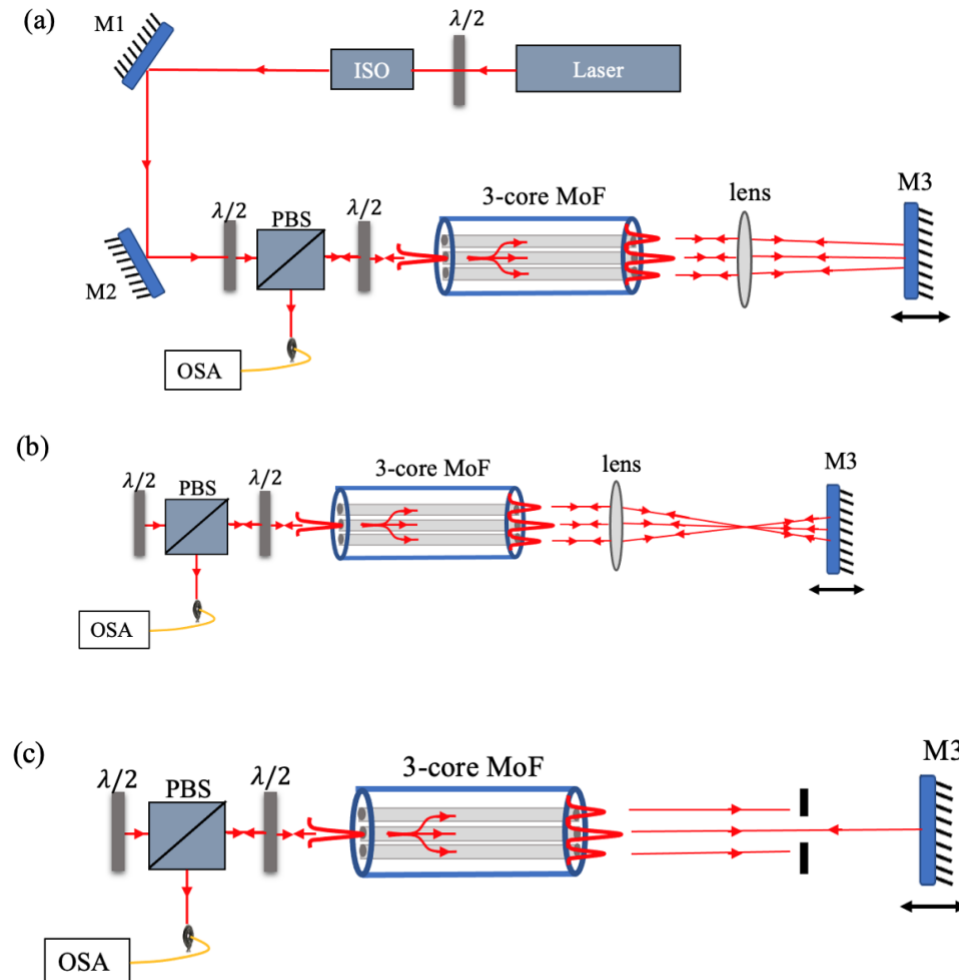 (a)
M1
λ/2
ISO
Laser
3-core MoF
lens
M3
λ/2
PBS
λ/2
M2
OSA
(b)
3-core MoF
lens
M3
λ/2
PBS
λ/2
OSA
(c)
3-core MoF
M3
λ/2
PBS
λ/2
OSA